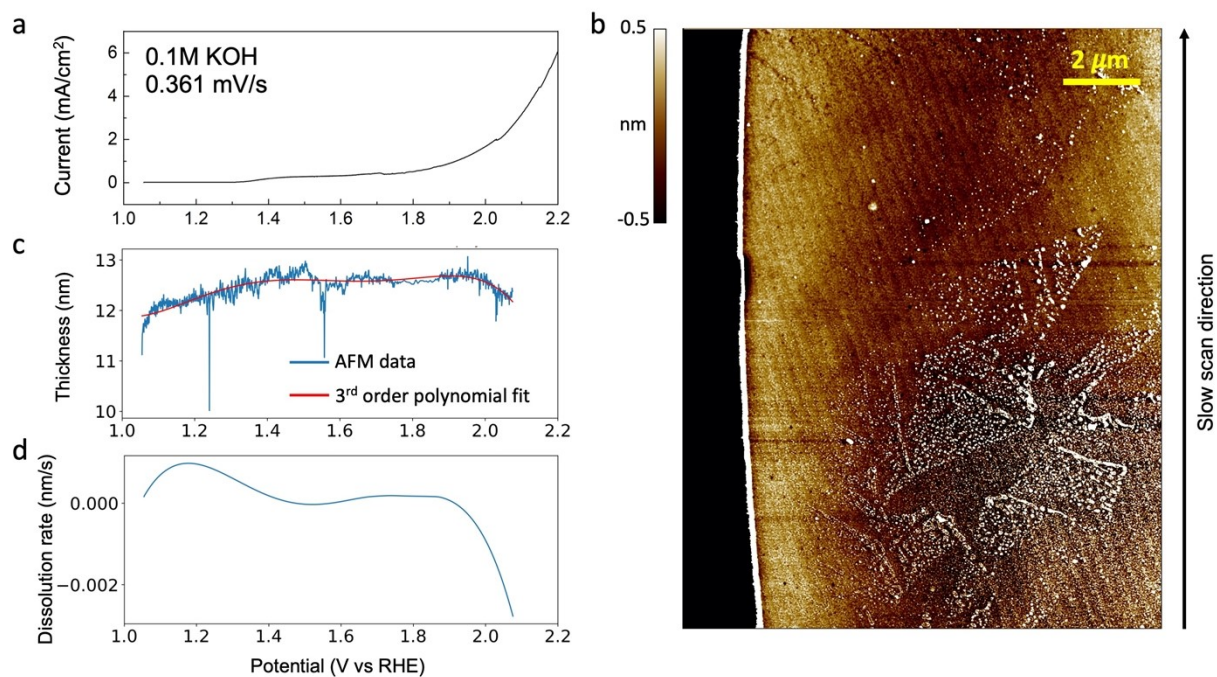 a
0.1M KOH
0.361 mV/s
Current (mA/cm²)
6
4
2
0
1.0 1.2 1.4 1.6 1.8 2.0 2.2
c
Thickness (nm)
13
12
11
10
AFM data
3rd order polynomial fit
1.0 1.2 1.4 1.6 1.8 2.0 2.2
d
Dissolution rate (nm/s)
0.000
−0.002
1.0 1.2 1.4 1.6 1.8 2.0 2.2
Potential (V vs RHE)
b
0.5
nm
-0.5
2 μm
Slow scan direction